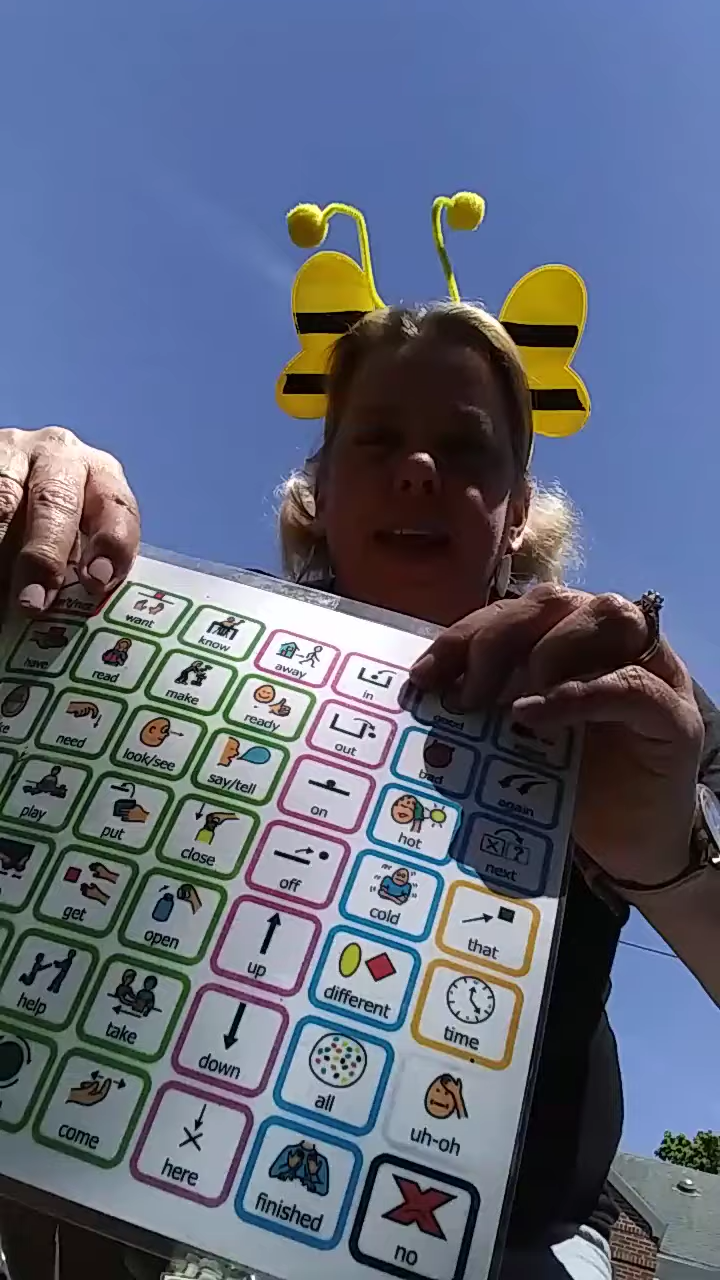 want
know
away
in
good
have
read
make
ready
out
bad
again
need
look/see
say/tell
on
hot
next
play
put
close
off
cold
that
get
open
up
different
time
help
take
down
all
uh-oh
come
here
finished
no